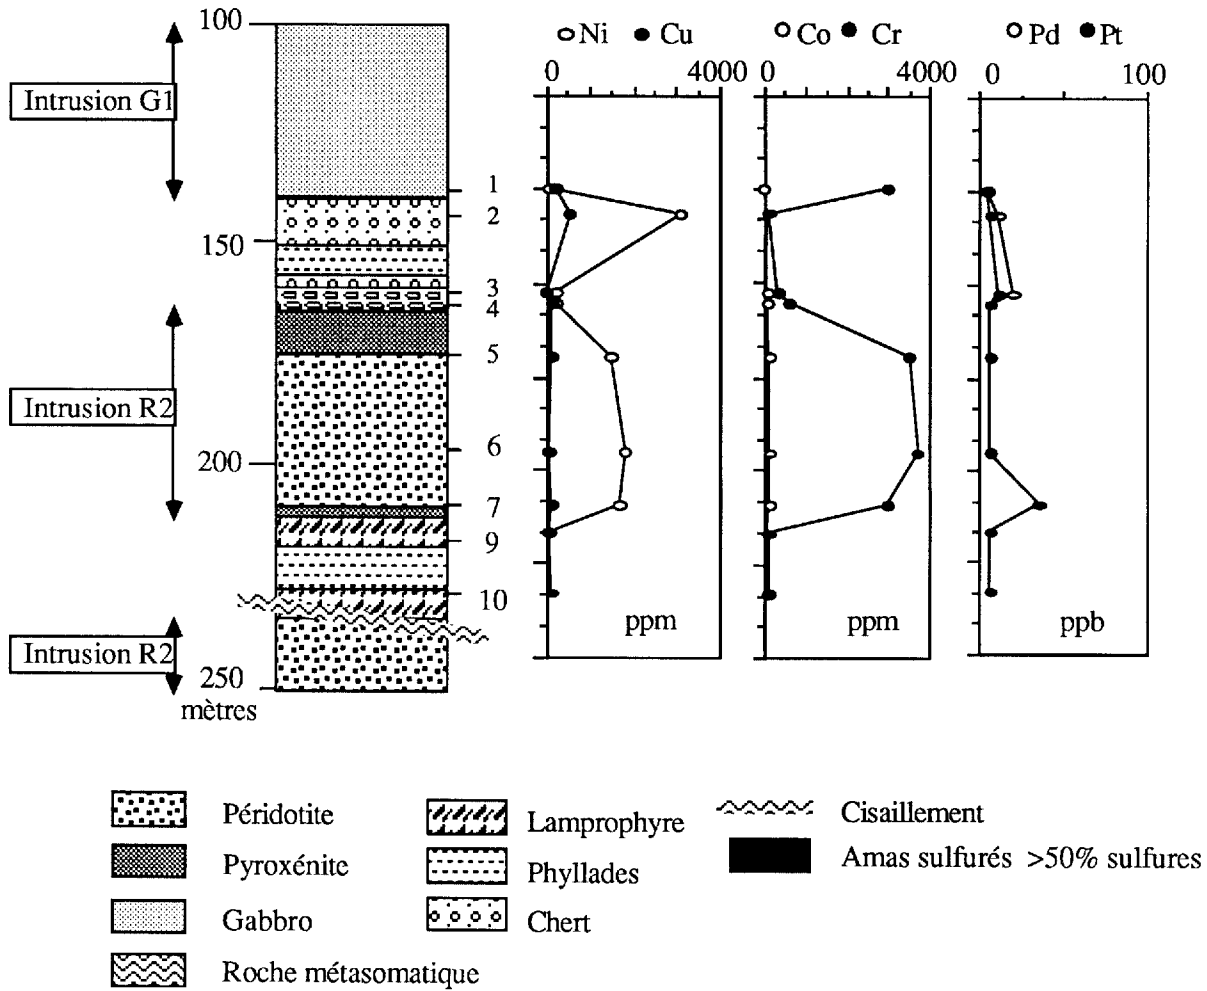 100
Ni Cu Co Cr Pd Pt
0 4000 0 4000 0 100
Intrusion G1
1
2
150
3
4
5
Intrusion R2
6
200
7
9
10
ppm ppm ppb
Intrusion R2
250
mètres
Péridotite
Pyroxénite
Gabbro
Roche métasomatique
Lamprophyre
Phyllades
Chert
Cisaillement
Amas sulfurés >50% sulfures